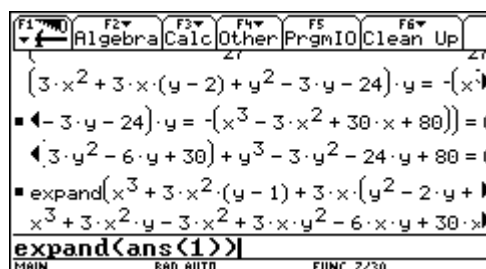 F1 F2 F3 F4 F5 F6
Algebra Calc Other PrgmIO Clean Up
27 27
(3·x² + 3·x·(y - 2) + y² - 3·y - 24)·y = -(x³
- 3·y - 24)·y = -(x³ - 3·x² + 30·x + 80)) =
3·y² - 6·y + 30) + y³ - 3·y² - 24·y + 80 =
expand(x³ + 3·x²·(y - 1) + 3·x·(y² - 2·y +
x³ + 3·x²·y - 3·x² + 3·x·y² - 6·x·y + 30·x
expand(ans(1))
MAIN RAD AUTO FUNC 7/30